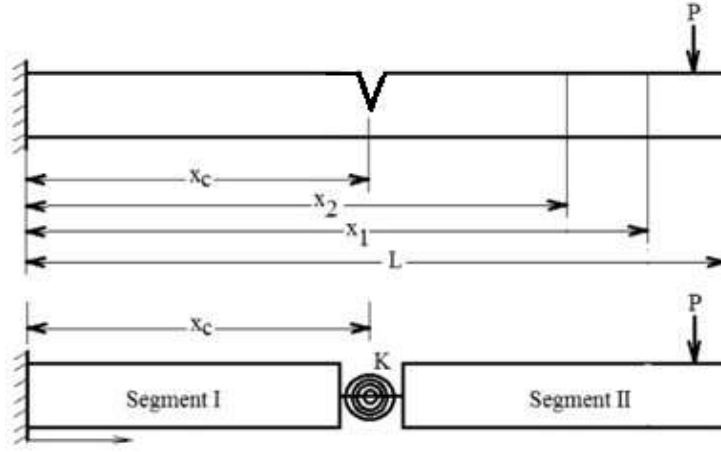 P
x_c
x_2
x_1
L
x_c
P
K
Segment I
Segment II